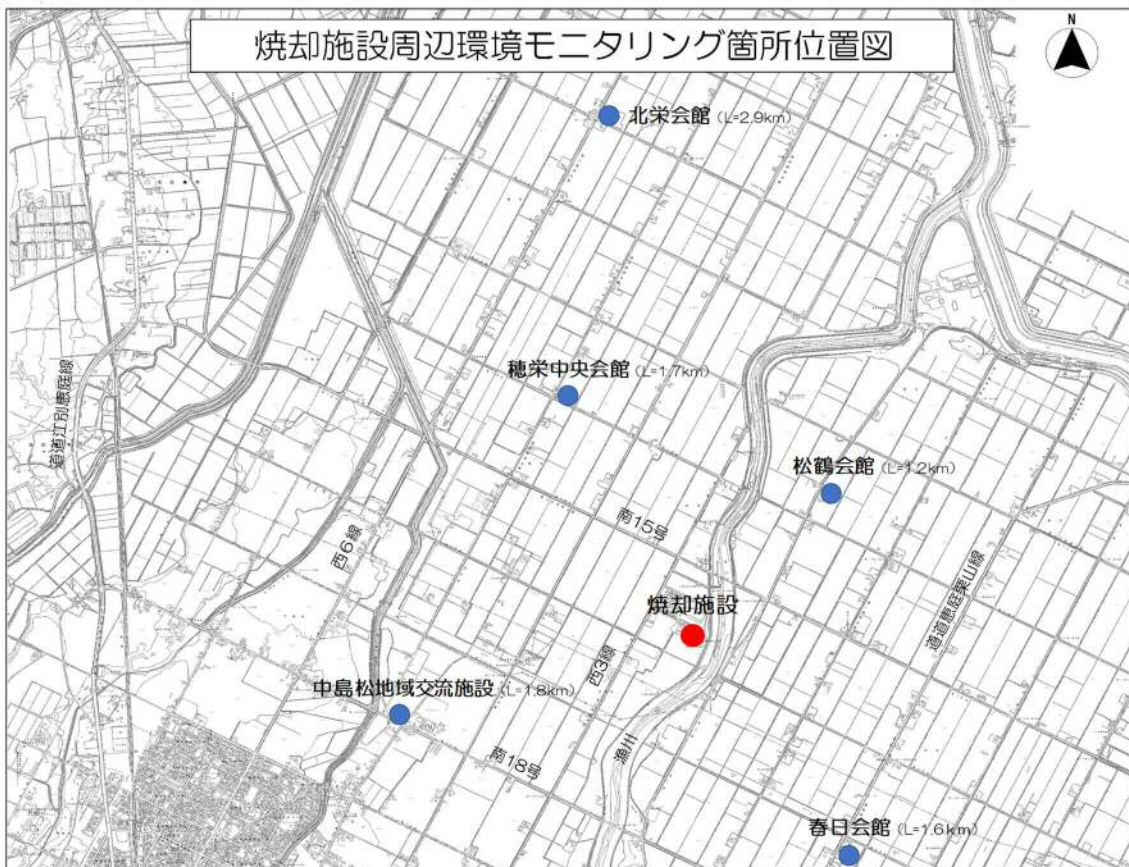 焼却施設周辺環境モニタリング箇所位置図
N
北栄会館 (L=2.9km)
穂栄中央会館 (L=1.7km)
道道江別恵庭線
松鶴会館 (L=1.2km)
南15号
西6線
焼却施設
道道恵庭栗山線
西3線
中島松地域交流施設 (L=1.8km)
漁川
南18号
春日会館 (L=1.6km)